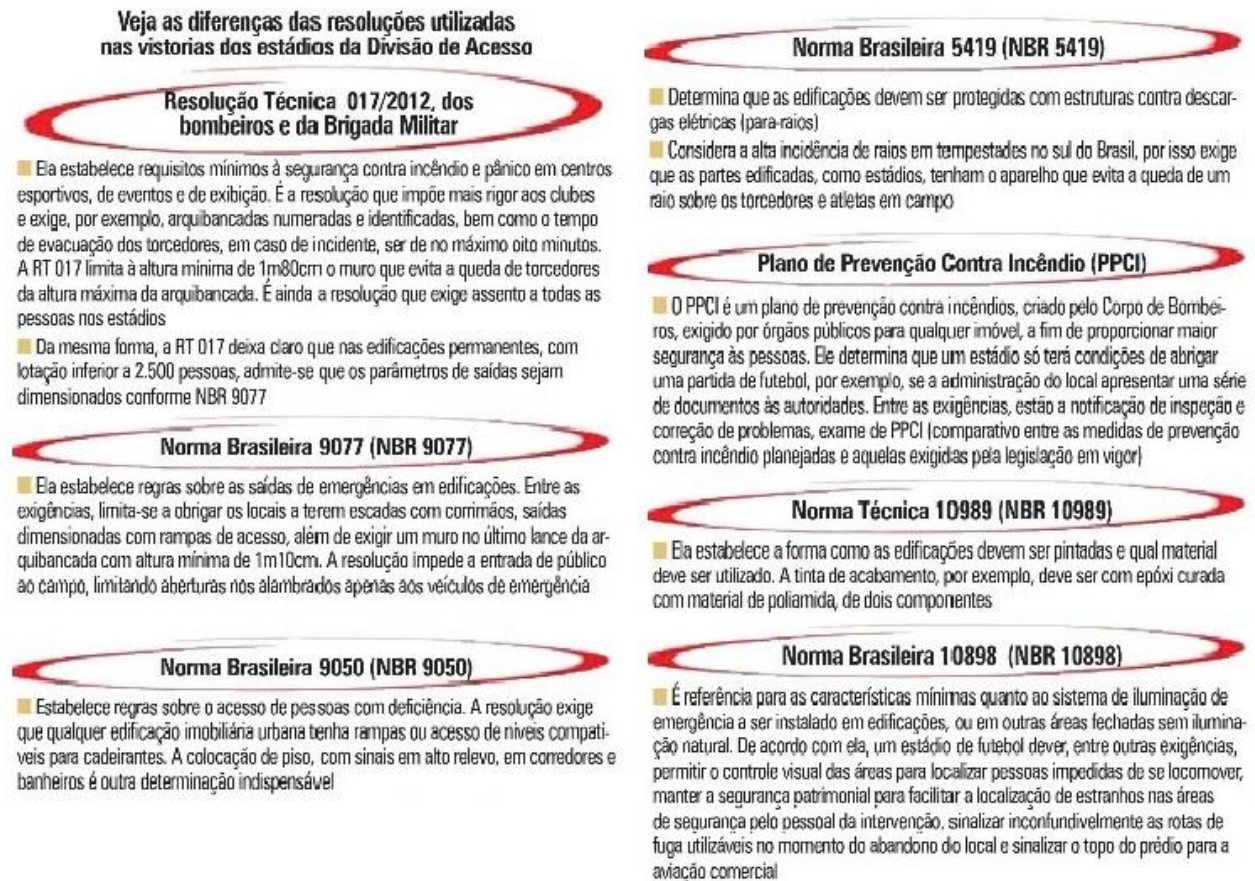 Veja as diferenças das resoluções utilizadas
nas vistorias dos estádios da Divisão de Acesso
Resolução Técnica 017/2012, dos
bombeiros e da Brigada Militar
Ela estabelece requisitos mínimos à segurança contra incêndio e pânico em centros
esportivos, de eventos e de exibição. É a resolução que impõe mais rigor aos clubes
e exige, por exemplo, arquibancadas numeradas e identificadas, bem como o tempo
de evacuação dos torcedores, em caso de incidente, ser de no máximo oito minutos.
A RT 017 limita à altura mínima de 1m80cm o muro que evita a queda de torcedores
da altura máxima da arquibancada. É ainda a resolução que exige assento a todas as
pessoas nos estádios
Da mesma forma, a RT 017 deixa claro que nas edificações permanentes, com
lotação inferior a 2.500 pessoas, admite-se que os parâmetros de saídas sejam
dimensionados conforme NBR 9077
Norma Brasileira 9077 (NBR 9077)
Ela estabelece regras sobre as saídas de emergências em edificações. Entre as
exigências, limita-se a obrigar os locais a terem escadas com corrimãos, saídas
dimensionadas com rampas de acesso, além de exigir um muro no último lance da ar-
quibancada com altura mínima de 1m10cm. A resolução impede a entrada de público
ao campo, limitando aberturas nos alambrados apenas aos veículos de emergência
Norma Brasileira 9050 (NBR 9050)
Estabelece regras sobre o acesso de pessoas com deficiência. A resolução exige
que qualquer edificação imobiliária urbana tenha rampas ou acesso de níveis compatí-
veis para cadeirantes. A colocação de piso, com sinais em alto relevo, em corredores e
banheiros é outra determinação indispensável
Norma Brasileira 5419 (NBR 5419)
Determina que as edificações devem ser protegidas com estruturas contra descar-
gas elétricas (para-raios)
Considera a alta incidência de raios em tempestades no sul do Brasil, por isso exige
que as partes edificadas, como estádios, tenham o aparelho que evita a queda de um
raio sobre os torcedores e atletas em campo
Plano de Prevenção Contra Incêndio (PPCI)
O PPCI é um plano de prevenção contra incêndios, criado pelo Corpo de Bombei-
ros, exigido por órgãos públicos para qualquer imóvel, a fim de proporcionar maior
segurança às pessoas. Ele determina que um estádio só terá condições de abrigar
uma partida de futebol, por exemplo, se a administração do local apresentar uma série
de documentos às autoridades. Entre as exigências, estão a notificação de inspeção e
correção de problemas, exame de PPCI (comparativo entre as medidas de prevenção
contra incêndio planejadas e aquelas exigidas pela legislação em vigor)
Norma Técnica 10989 (NBR 10989)
Ela estabelece a forma como as edificações devem ser pintadas e qual material
deve ser utilizado. A tinta de acabamento, por exemplo, deve ser com epóxi curada
com material de poliamida, de dois componentes
Norma Brasileira 10898 (NBR 10898)
É referência para as características mínimas quanto ao sistema de iluminação de
emergência a ser instalado em edificações, ou em outras áreas fechadas sem ilumina-
ção natural. De acordo com ela, um estádio de futebol dever, entre outras exigências,
permitir o controle visual das áreas para localizar pessoas impedidas de se locomover,
manter a segurança patrimonial para facilitar a localização de estranhos nas áreas
de segurança pelo pessoal da intervenção, sinalizar inconfundivelmente as rotas de
fuga utilizáveis no momento do abandono do local e sinalizar o topo do prédio para a
aviação comercial